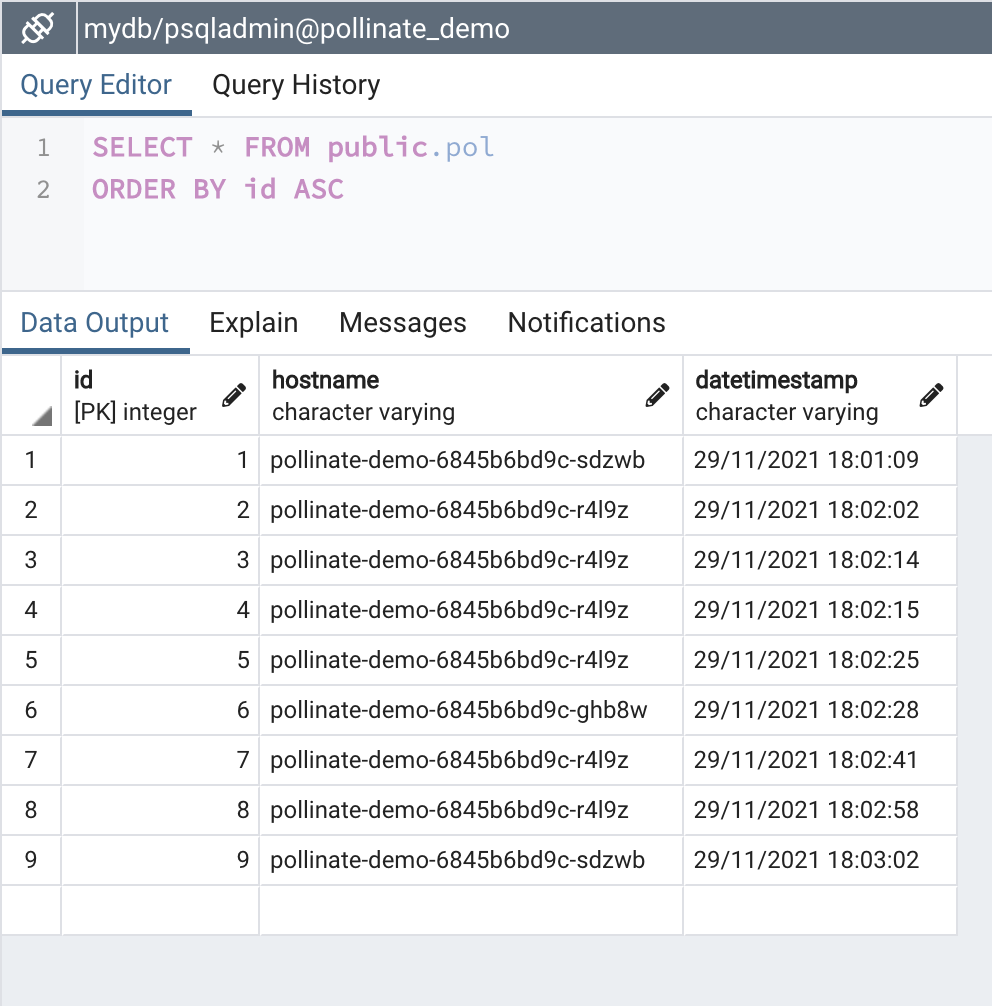 mydb/psqladmin@pollinate_demo
Query Editor Query History
1 SELECT * FROM public.pol
2 ORDER BY id ASC
Data Output Explain Messages Notifications
id hostname datetimestamp
[PK] integer character varying character varying
1 1 pollinate-demo-6845b6bd9c-sdzwb 29/11/2021 18:01:09
2 2 pollinate-demo-6845b6bd9c-r4l9z 29/11/2021 18:02:02
3 3 pollinate-demo-6845b6bd9c-r4l9z 29/11/2021 18:02:14
4 4 pollinate-demo-6845b6bd9c-r4l9z 29/11/2021 18:02:15
5 5 pollinate-demo-6845b6bd9c-r4l9z 29/11/2021 18:02:25
6 6 pollinate-demo-6845b6bd9c-ghb8w 29/11/2021 18:02:28
7 7 pollinate-demo-6845b6bd9c-r4l9z 29/11/2021 18:02:41
8 8 pollinate-demo-6845b6bd9c-r4l9z 29/11/2021 18:02:58
9 9 pollinate-demo-6845b6bd9c-sdzwb 29/11/2021 18:03:02